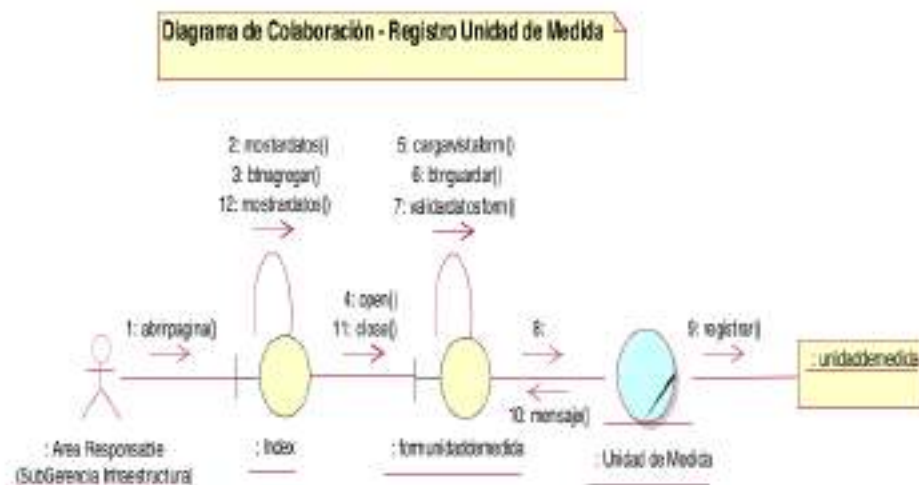 Diagrama de Colaboración - Registro Unidad de Medida
2: mostardatos()
3: btnagregar()
12: mostrardatos()
5: cargarvistaform()
6: btnguardar()
7: validardatosform()
1: abrirpagina()
4: open()
11: close()
8:
9: registrar()
10: mensaje()
: unidaddemedida
: Area Responsable
(SubGerencia Infraestructura)
: Index
: formunidaddemedida
: Unidad de Medida